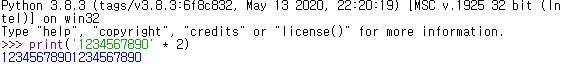 Python 3.8.3 (tags/v3.8.3:6f8c832, May 13 2020, 22:20:19) [MSC v.1925 32 bit (In
tel)] on win32
Type "help", "copyright", "credits" or "license()" for more information.
>>> print('1234567890' * 2)
12345678901234567890